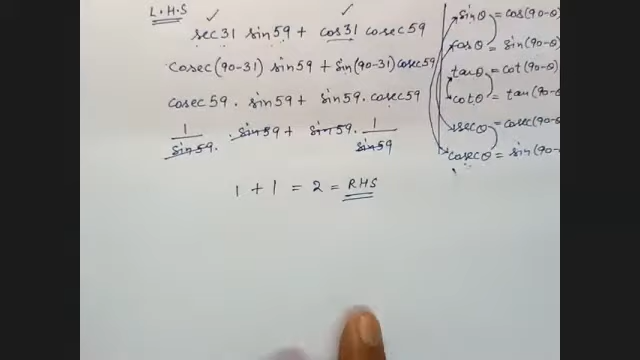 L.H.S
sec31 sin59 + cos31 cosec59
cosec(90-31) sin59 + sin(90-31) cosec59
cosec59. sin59 + sin59. cosec59
1/sin59. sin59 + sin59. 1/sin59
1 + 1 = 2 = RHS
sinθ = cos(90-θ
cosθ = sin(90-θ
tanθ = cot(90-θ
cotθ = tan(90-
secθ = cosec(90-
cosecθ = sin(90-